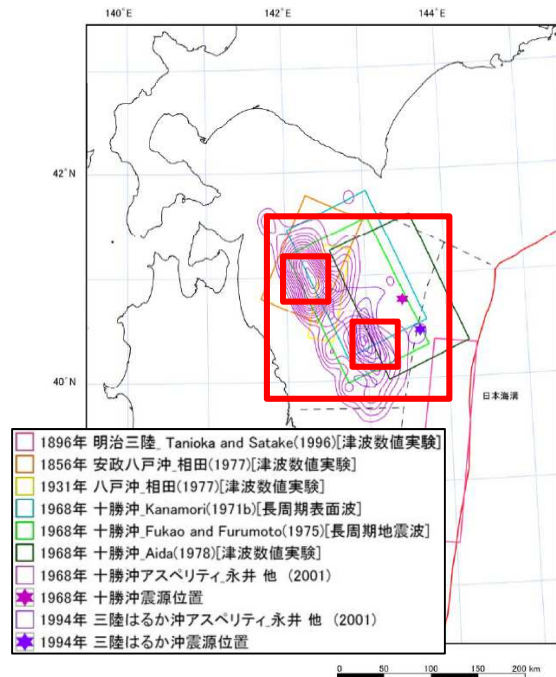 140°E
142°E
144°E
42°N
40°N
日本海溝
1896年 明治三陸_ Tanioka and Satake(1996)[津波数値実験]
1856年 安政八戸沖_相田(1977)[津波数値実験]
1931年 八戸沖_相田(1977)[津波数値実験]
1968年 十勝沖_Kanamori(1971b)[長周期表面波]
1968年 十勝沖_Fukao and Furumoto(1975)[長周期地震波]
1968年 十勝沖_Aida(1978)[津波数値実験]
1968年 十勝沖アスペリティ_永井 他 (2001)
1968年 十勝沖震源位置
1994年 三陸はるか沖アスペリティ_永井 他 (2001)
1994年 三陸はるか沖震源位置
0 50 100 150 200 km